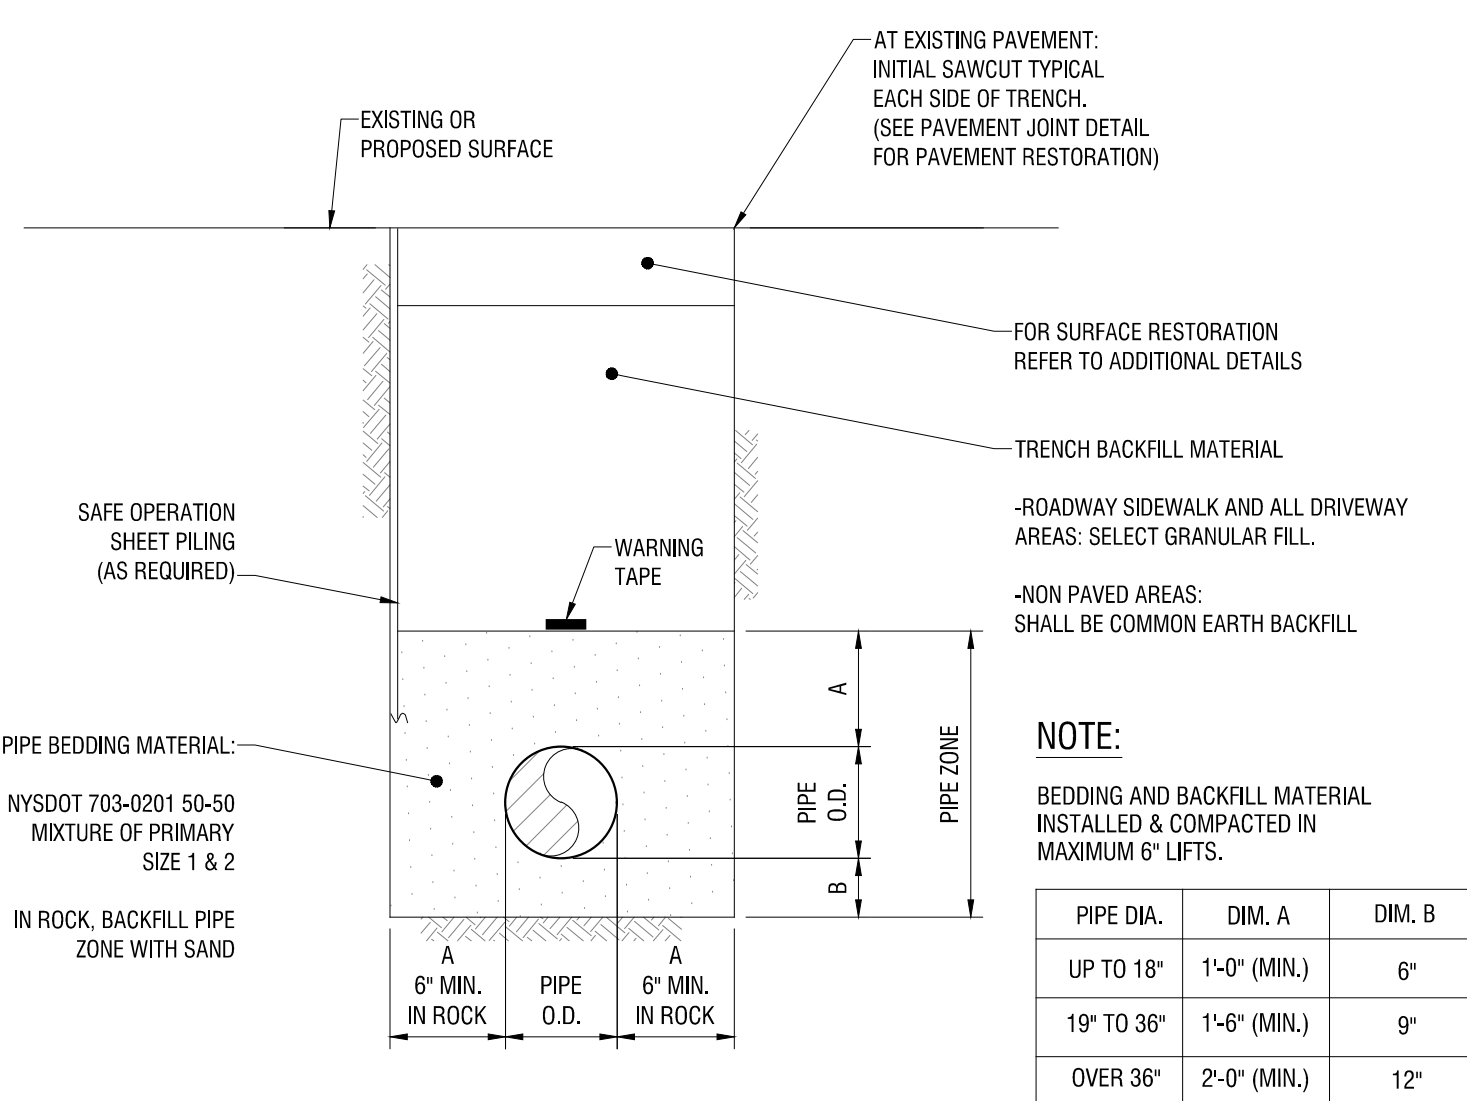 AT EXISTING PAVEMENT:
INITIAL SAWCUT TYPICAL
EACH SIDE OF TRENCH.
(SEE PAVEMENT JOINT DETAIL
FOR PAVEMENT RESTORATION)
EXISTING OR
PROPOSED SURFACE
FOR SURFACE RESTORATION
REFER TO ADDITIONAL DETAILS
TRENCH BACKFILL MATERIAL
-ROADWAY SIDEWALK AND ALL DRIVEWAY
AREAS: SELECT GRANULAR FILL.
-NON PAVED AREAS:
SHALL BE COMMON EARTH BACKFILL
SAFE OPERATION
SHEET PILING
(AS REQUIRED)
WARNING
TAPE
PIPE BEDDING MATERIAL:
NYSDOT 703-0201 50-50
MIXTURE OF PRIMARY
SIZE 1 & 2
IN ROCK, BACKFILL PIPE
ZONE WITH SAND
A
PIPE
O.D.
B
PIPE ZONE
A
6" MIN.
IN ROCK
PIPE
O.D.
A
6" MIN.
IN ROCK
NOTE:
BEDDING AND BACKFILL MATERIAL
INSTALLED & COMPACTED IN
MAXIMUM 6" LIFTS.
PIPE DIA. DIM. A DIM. B
UP TO 18" 1'-0" (MIN.) 6"
19" TO 36" 1'-6" (MIN.) 9"
OVER 36" 2'-0" (MIN.) 12"